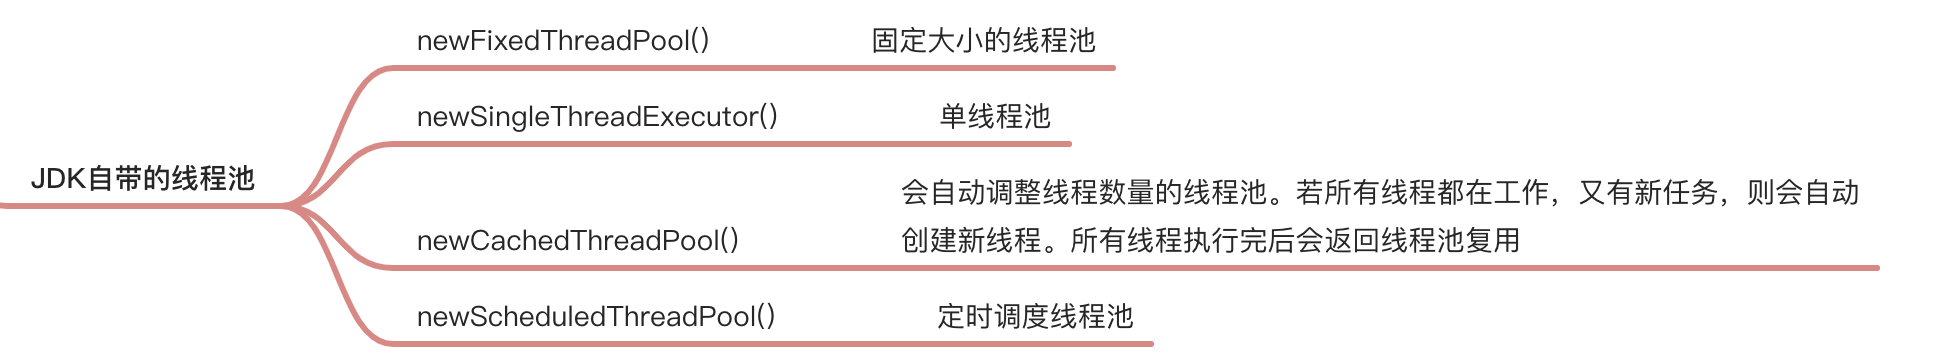 JDK自带的线程池
newFixedThreadPool() 固定大小的线程池
newSingleThreadExecutor() 单线程池
会自动调整线程数量的线程池。若所有线程都在工作，又有新任务，则会自动
newCachedThreadPool() 创建新线程。所有线程执行完后会返回线程池复用
newScheduledThreadPool() 定时调度线程池